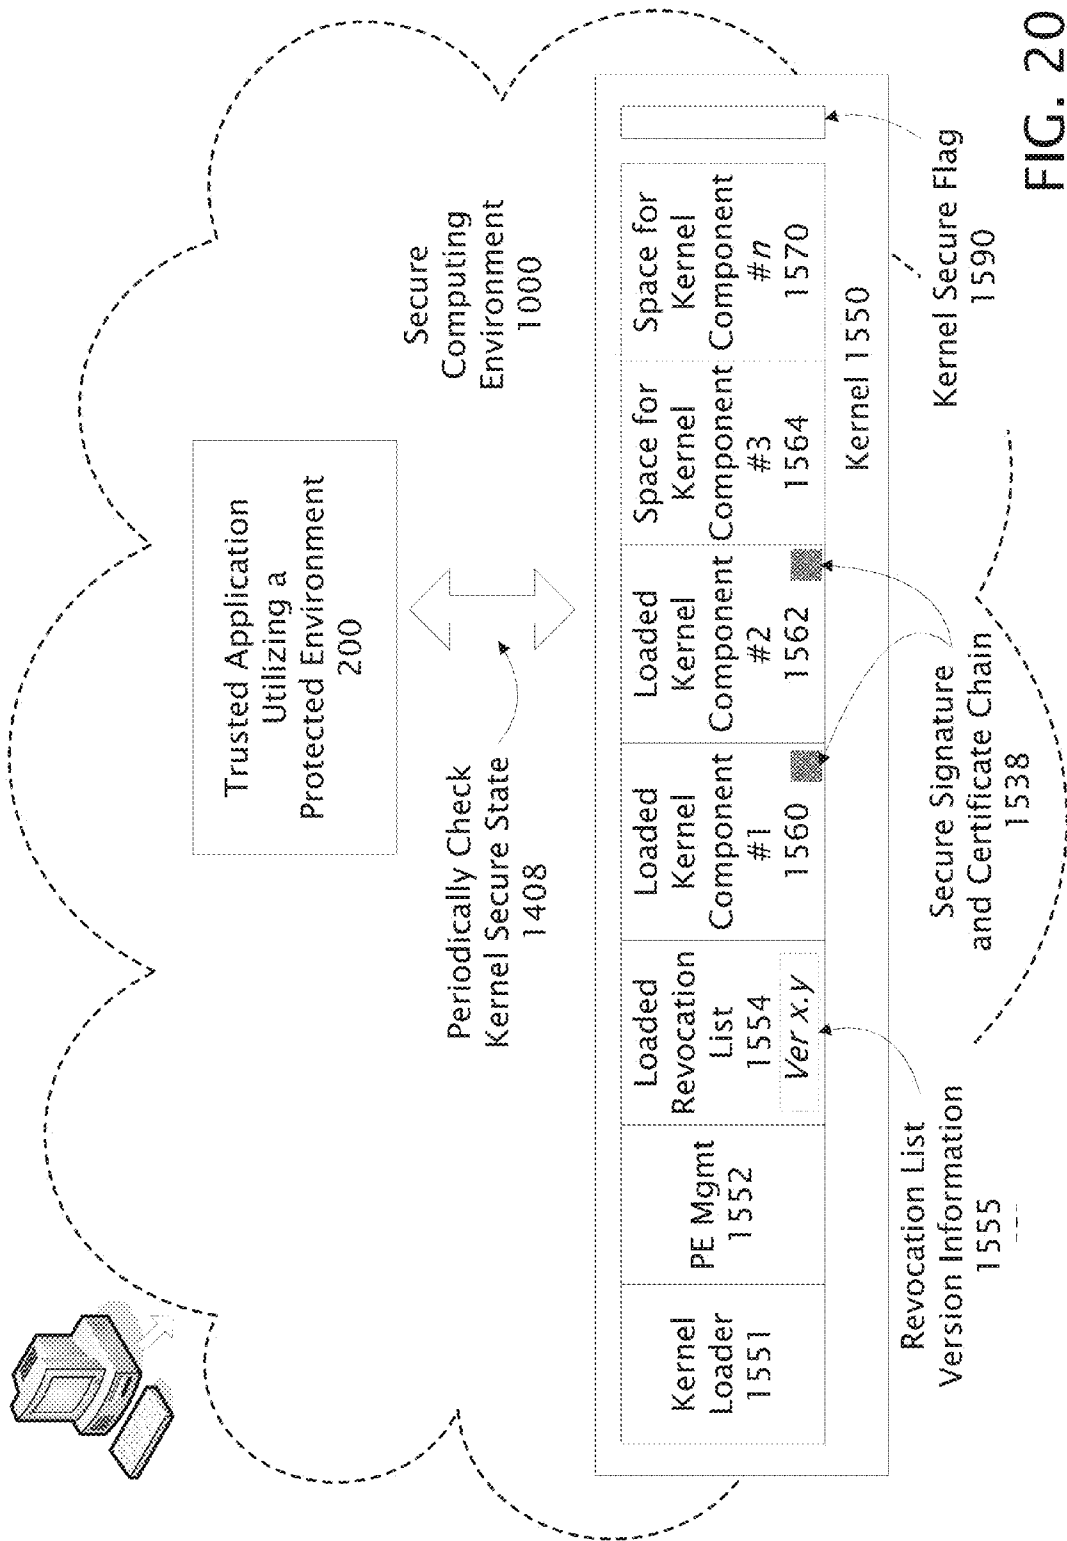 Trusted Application
Utilizing a
Protected Environment
200
Secure
Computing
Environment
1000
Periodically Check
Kernel Secure State
1408
Kernel
Loader
1551
PE Mgmt
1552
Loaded
Revocation
List
1554
Ver x.y
Loaded
Kernel
Component
#1
1560
Loaded
Kernel
Component
#2
1562
Space for
Kernel
Component
#3
1564
Space for
Kernel
Component
#n
1570
Kernel 1550
Revocation List
Version Information
1555
Secure Signature
and Certificate Chain
1538
Kernel Secure Flag
1590
FIG. 20